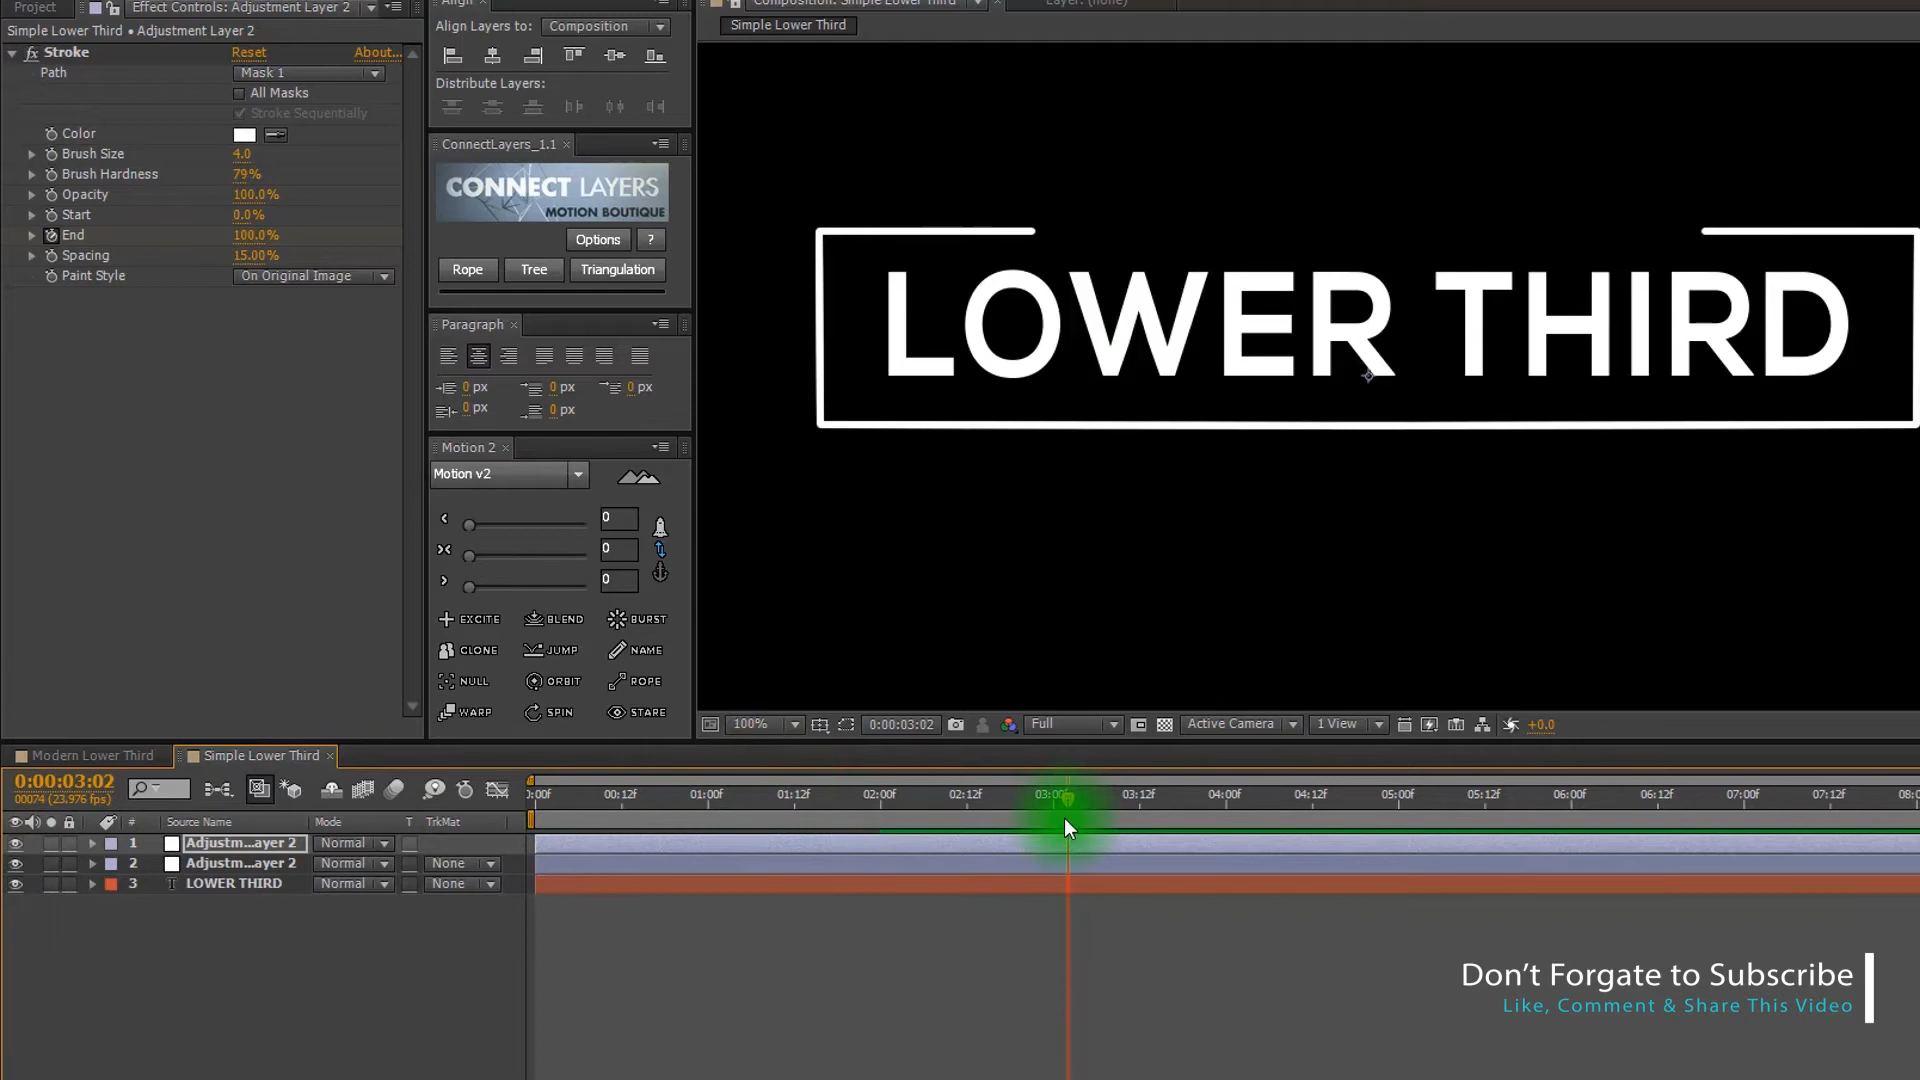 Project
Effect Controls: Adjustment Layer 2
Simple Lower Third • Adjustment Layer 2
fx Stroke
Reset
About...
Path
Mask 1
All Masks
Stroke Sequentially
Color
Brush Size
4.0
Brush Hardness
79%
Opacity
100.0%
Start
0.0%
End
100.0%
Spacing
15.00%
Paint Style
On Original Image
Align
Align Layers to:
Composition
Distribute Layers:
ConnectLayers_1.1
CONNECT LAYERS
MOTION BOUTIQUE
Options
?
Rope
Tree
Triangulation
Paragraph
0 px
0 px
0 px
0 px
0 px
Motion 2
Motion v2
0
0
0
EXCITE
BLEND
BURST
CLONE
JUMP
NAME
NULL
ORBIT
ROPE
WARP
SPIN
STARE
Composition: Simple Lower Third
Layer: (none)
Simple Lower Third
LOWER THIRD
100%
0:00:03:02
Full
Active Camera
1 View
+0.0
Modern Lower Third
Simple Lower Third
0:00:03:02
00074 (23.976 fps)
# Source Name Mode T TrkMat
1 Adjustm...ayer 2 Normal
2 Adjustm...ayer 2 Normal None
3 T LOWER THIRD Normal None
:00f 00:12f 01:00f 01:12f 02:00f 02:12f 03:00f 03:12f 04:00f 04:12f 05:00f 05:12f 06:00f 06:12f 07:00f 07:12f 08:0
Don't Forgate to Subscribe
Like, Comment & Share This Video